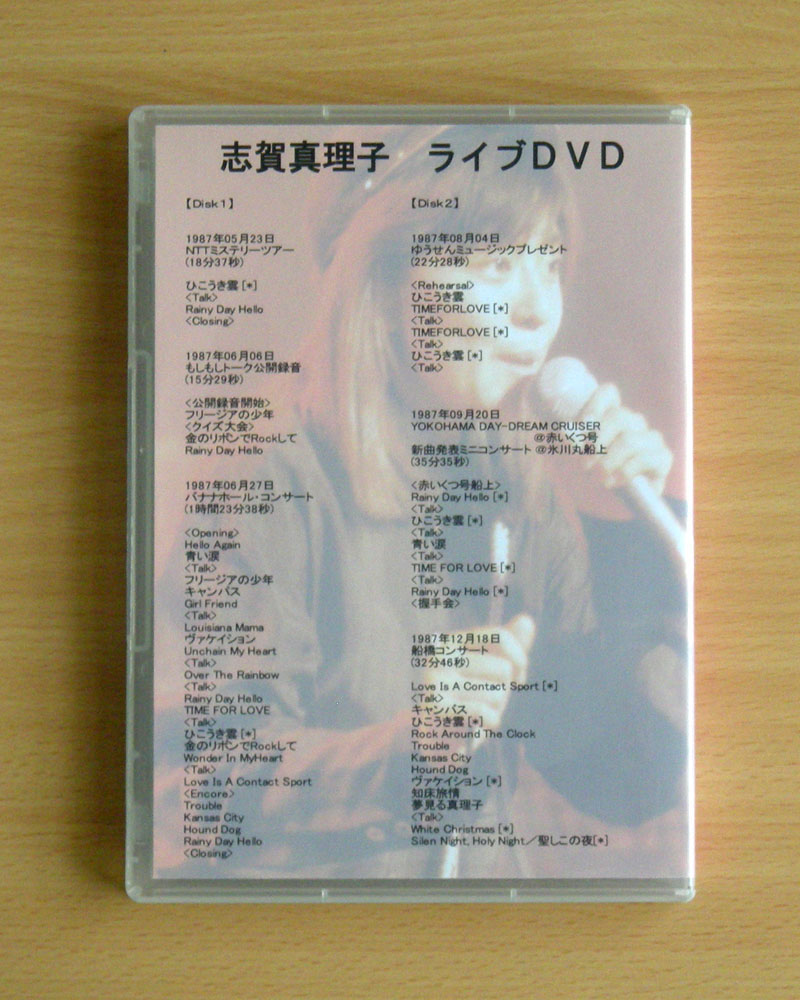 志賀真理子 ライブDVD
【Disk1】
1987年05月23日
NTTミステリーツアー
(18分37秒)
ひこうき雲 [*]
<Talk>
Rainy Day Hello
<Closing>
1987年06月06日
もしもしトーク公開録音
(15分29秒)
<公開録音開始>
フリージアの少年
<クイズ大会>
金のリボンでRockして
Rainy Day Hello
1987年06月27日
バナナホール・コンサート
(1時間23分38秒)
<Opening>
Hello Again
青い涙
<Talk>
フリージアの少年
キャンパス
Girl Friend
<Talk>
Louisiana Mama
ヴァケイション
Unchain My Heart
<Talk>
Over The Rainbow
<Talk>
Rainy Day Hello
TIME FOR LOVE
<Talk>
ひこうき雲 [*]
金のリボンでRockして
Wonder In MyHeart
<Talk>
Love Is A Contact Sport
<Encore>
Trouble
Kansas City
Hound Dog
Rainy Day Hello
<Closing>
【Disk2】
1987年08月04日
ゆうせんミュージックプレゼント
(22分28秒)
<Rehearsal>
ひこうき雲
TIMEFORLOVE [*]
<Talk>
TIMEFORLOVE [*]
<Talk>
ひこうき雲 [*]
<Talk>
1987年09月20日
YOKOHAMA DAY-DREAM CRUISER
@赤いくつ号
新曲発表ミニコンサート @氷川丸船上
(35分35秒)
<赤いくつ号船上>
Rainy Day Hello [*]
<Talk>
ひこうき雲 [*]
<Talk>
青い涙
<Talk>
TIME FOR LOVE [*]
<Talk>
Rainy Day Hello [*]
<握手会>
1987年12月18日
船橋コンサート
(32分46秒)
Love Is A Contact Sport [*]
<Talk>
キャンパス
ひこうき雲 [*]
Rock Around The Clock
Trouble
Kansas City
Hound Dog
ヴァケイション [*]
知床旅情
夢見る真理子
<Talk>
White Christmas [*]
Silen Night, Holy Night／聖しこの夜[*]